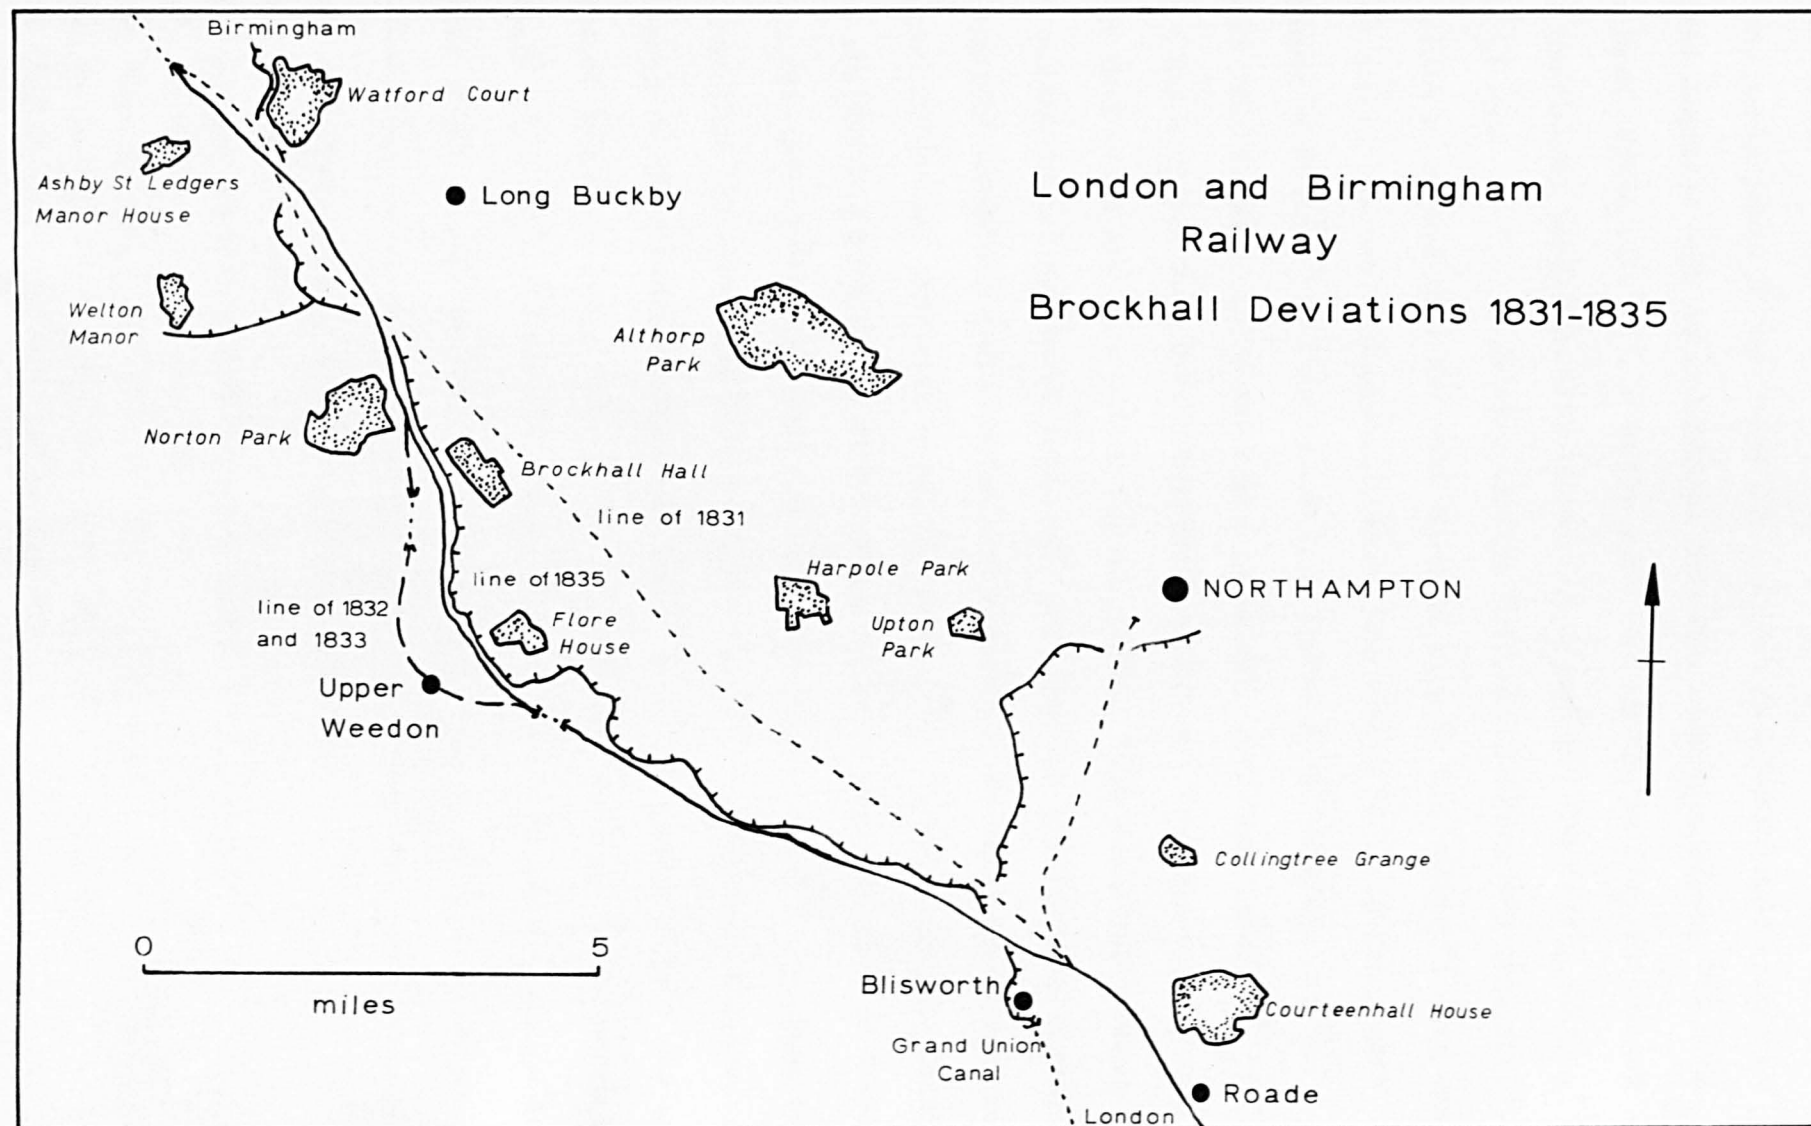 Birmingham
Watford Court
Ashby St Ledgers
Manor House
Long Buckby
London and Birmingham
Railway
Brockhall Deviations 1831-1835
Welton
Manor
Althorp
Park
Norton Park
Brockhall Hall
line of 1831
line of 1835
Harpole Park
NORTHAMPTON
line of 1832
and 1833
Flore
House
Upton
Park
Upper
Weedon
Collingtree Grange
0 5
miles
Blisworth
Courteenhall House
Grand Union
Canal
Roade
London